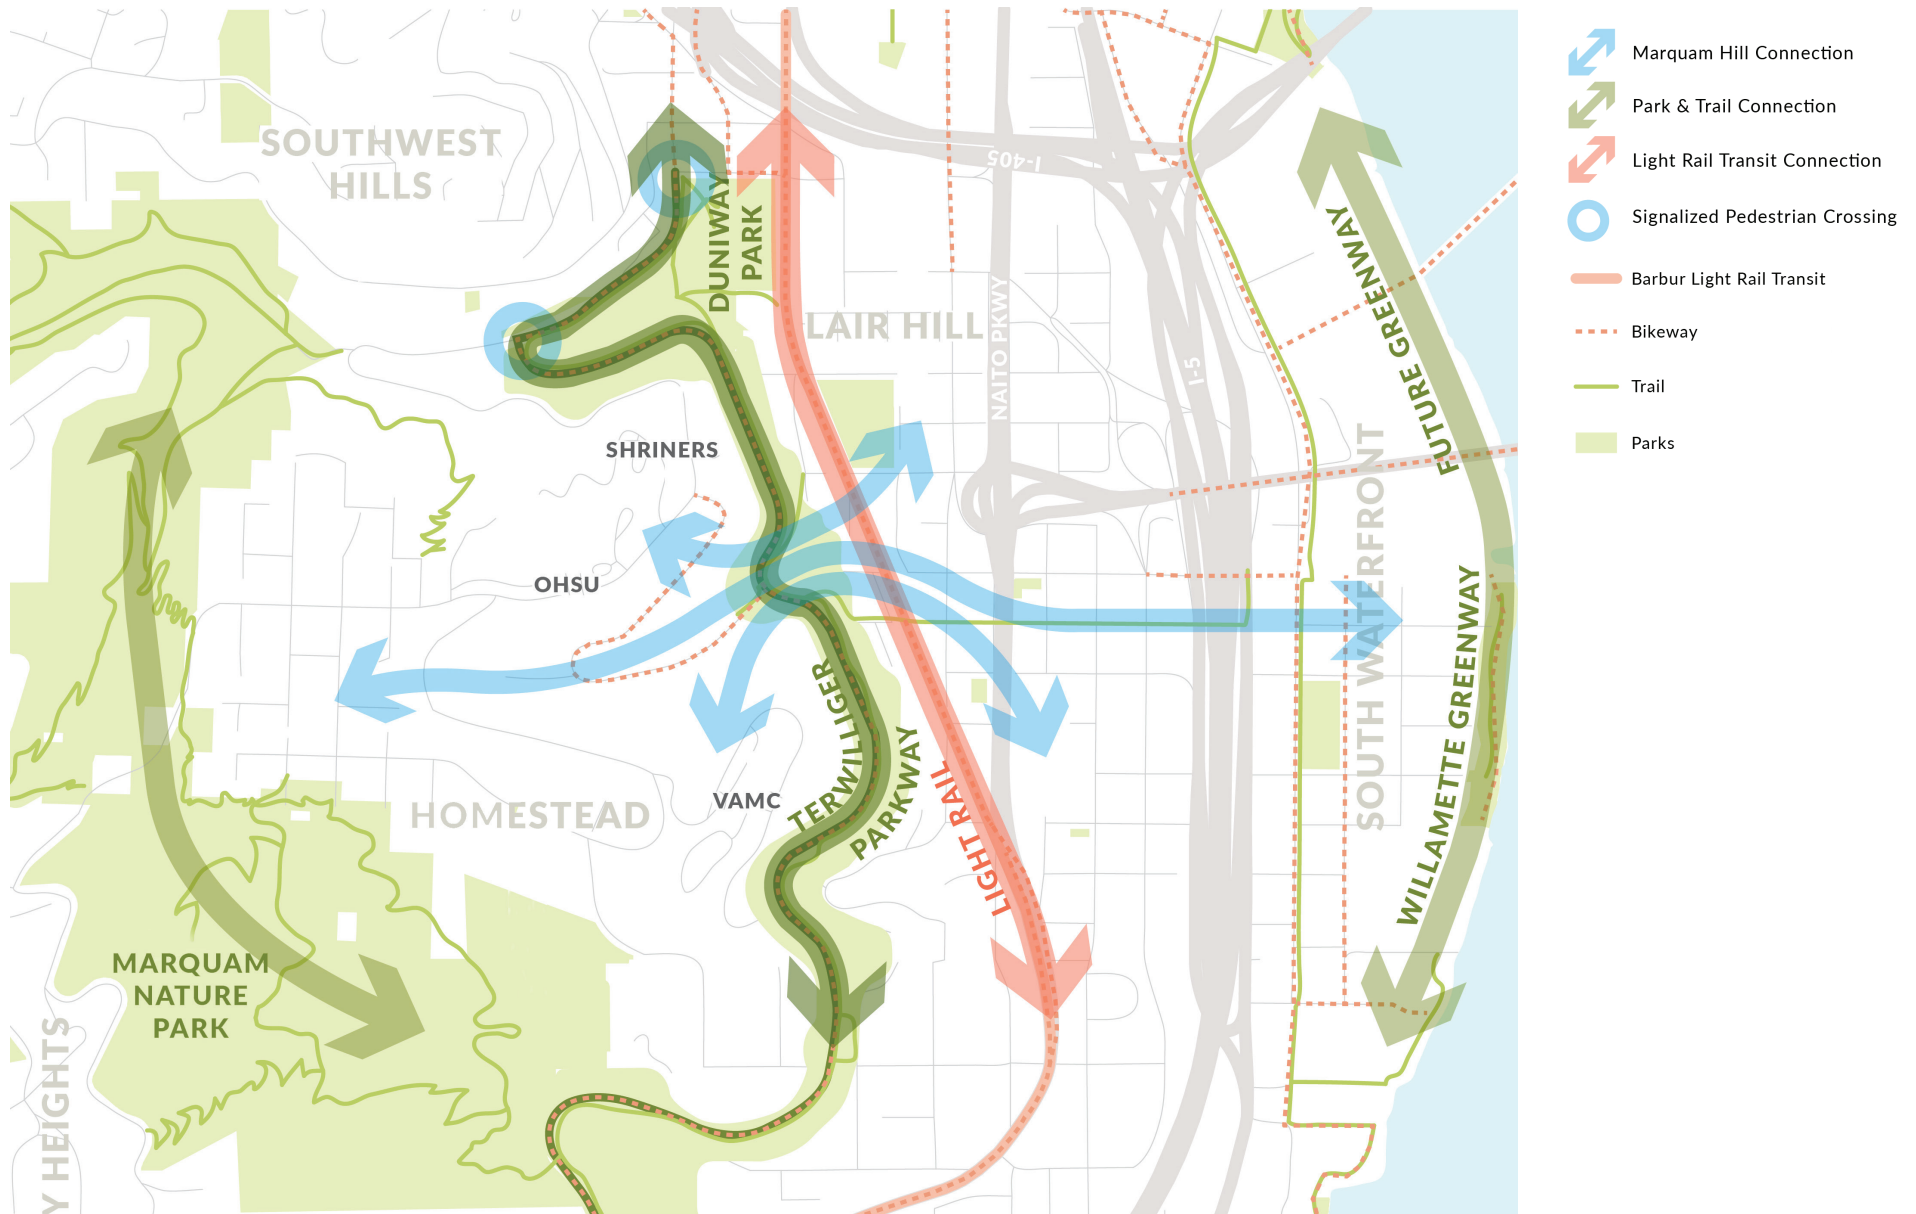 SOUTHWEST
HILLS
DUNIWAY
PARK
I-405
NAITO PKWY
LAIR HILL
I-5
FUTURE GREENWAY
SHRINERS
OHSU
SOUTH WATERFRONT
WILLAMETTE GREENWAY
TERWILLIGER
PARKWAY
LIGHT RAIL
VAMC
HOMESTEAD
MARQUAM
NATURE
PARK
Y HEIGHTS
Marquam Hill Connection
Park & Trail Connection
Light Rail Transit Connection
Signalized Pedestrian Crossing
Barbur Light Rail Transit
Bikeway
Trail
Parks